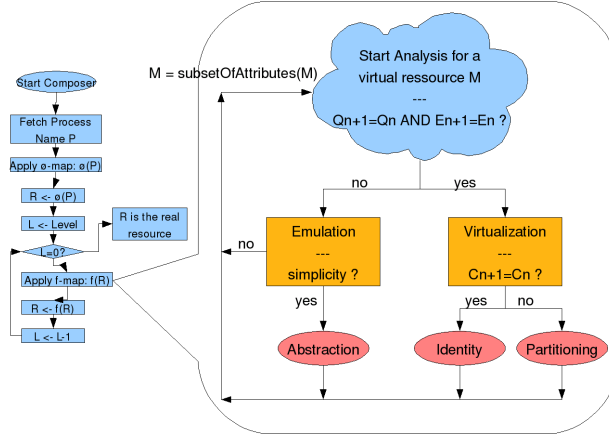 Start Composer
Fetch Process
Name P
Apply ø-map: ø(P)
R <- ø(P)
L <- Level
L=0?
R is the real
resource
Apply f-map: f(R)
R <- f(R)
L <- L-1
M = subsetOfAttributes(M)
Start Analysis for a
virtual ressource M
---
Qn+1=Qn AND En+1=En ?
no
yes
Emulation
---
simplicity ?
no
yes
Virtualization
---
Cn+1=Cn ?
yes
no
Abstraction
Identity
Partitioning